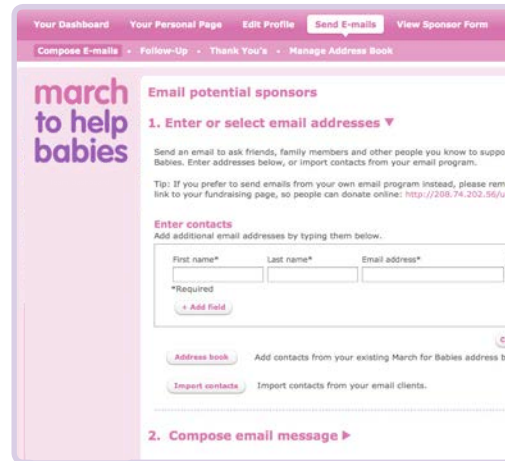 Your Dashboard Your Personal Page Edit Profile Send E-mails View Sponsor Form
Compose E-mails • Follow-Up • Thank You's • Manage Address Book
march
to help
babies
Email potential sponsors
1. Enter or select email addresses ▼
Send an email to ask friends, family members and other people you know to suppo
Babies. Enter addresses below, or import contacts from your email program.
Tip: If you prefer to send emails from your own email program instead, please rem
link to your fundraising page, so people can donate online: http://208.74.202.56/u
Enter contacts
Add additional email addresses by typing them below.
First name* Last name* Email address*
*Required
+ Add field
Address book Add contacts from your existing March for Babies address b
Import contacts Import contacts from your email clients.
2. Compose email message ▶